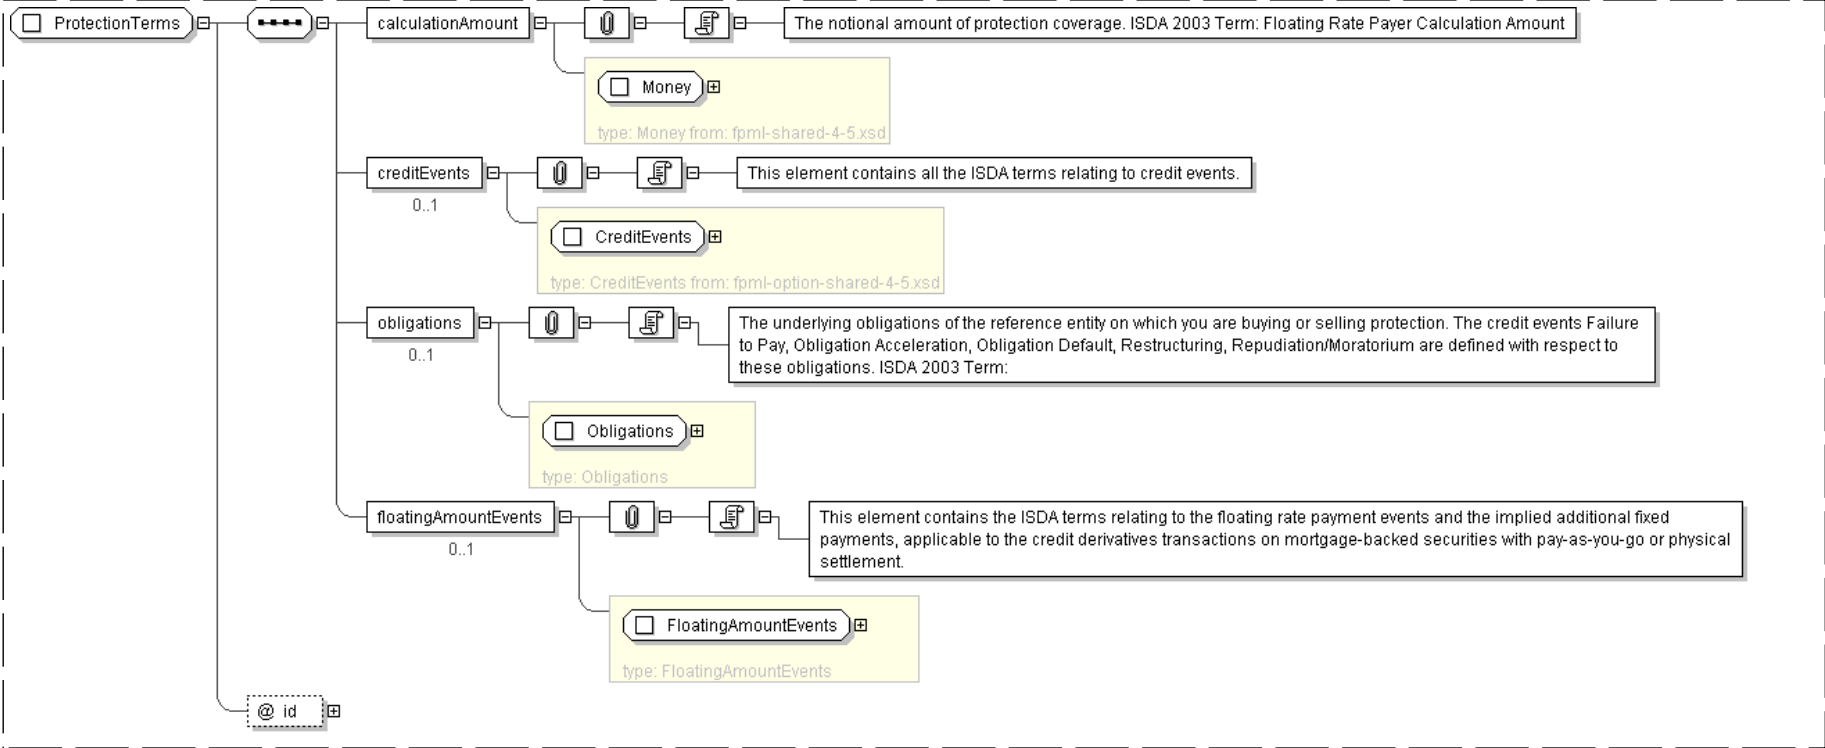 ProtectionTerms
calculationAmount
The notional amount of protection coverage. ISDA 2003 Term: Floating Rate Payer Calculation Amount
Money
type: Money from: fpml-shared-4-5.xsd
creditEvents
This element contains all the ISDA terms relating to credit events.
0..1
CreditEvents
type: CreditEvents from: fpml-option-shared-4-5.xsd
obligations
The underlying obligations of the reference entity on which you are buying or selling protection. The credit events Failure
to Pay, Obligation Acceleration, Obligation Default, Restructuring, Repudiation/Moratorium are defined with respect to
these obligations. ISDA 2003 Term:
0..1
Obligations
type: Obligations
floatingAmountEvents
This element contains the ISDA terms relating to the floating rate payment events and the implied additional fixed
payments, applicable to the credit derivatives transactions on mortgage-backed securities with pay-as-you-go or physical
settlement.
0..1
FloatingAmountEvents
type: FloatingAmountEvents
@ id